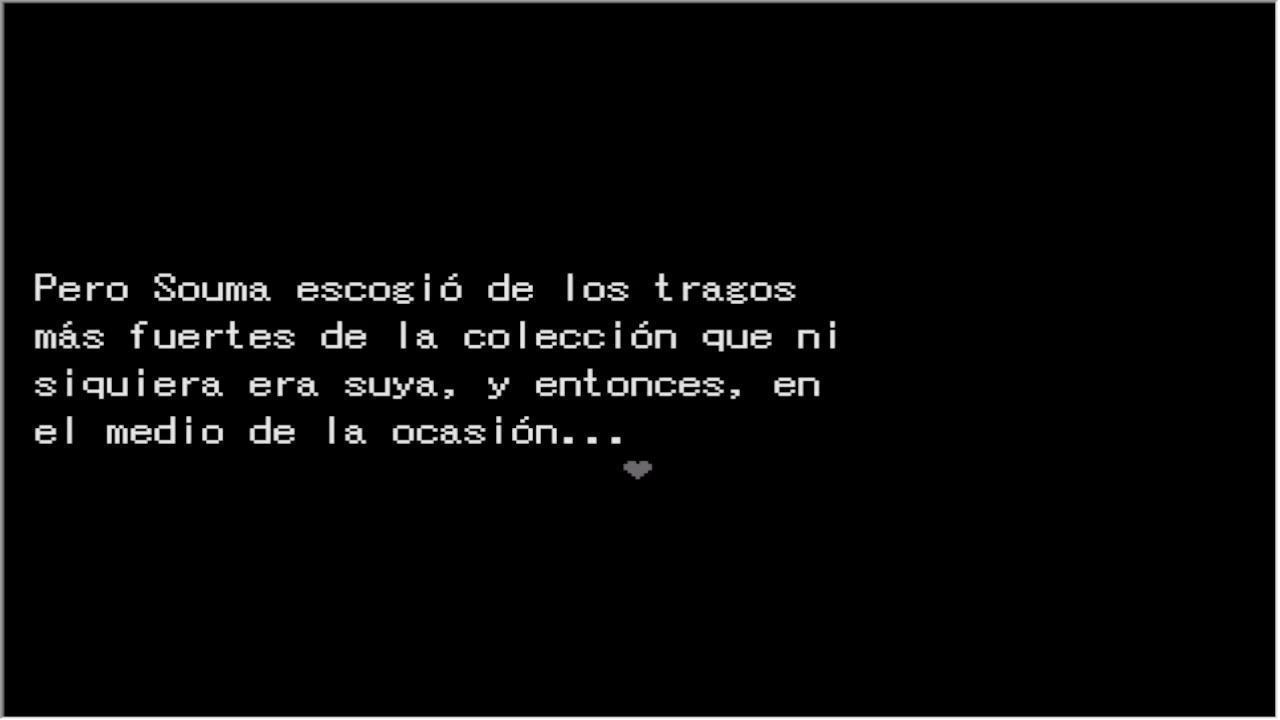 Pero Souma escogió de los tragos
más fuertes de la colección que ni
siquiera era suya, y entonces, en
el medio de la ocasión...